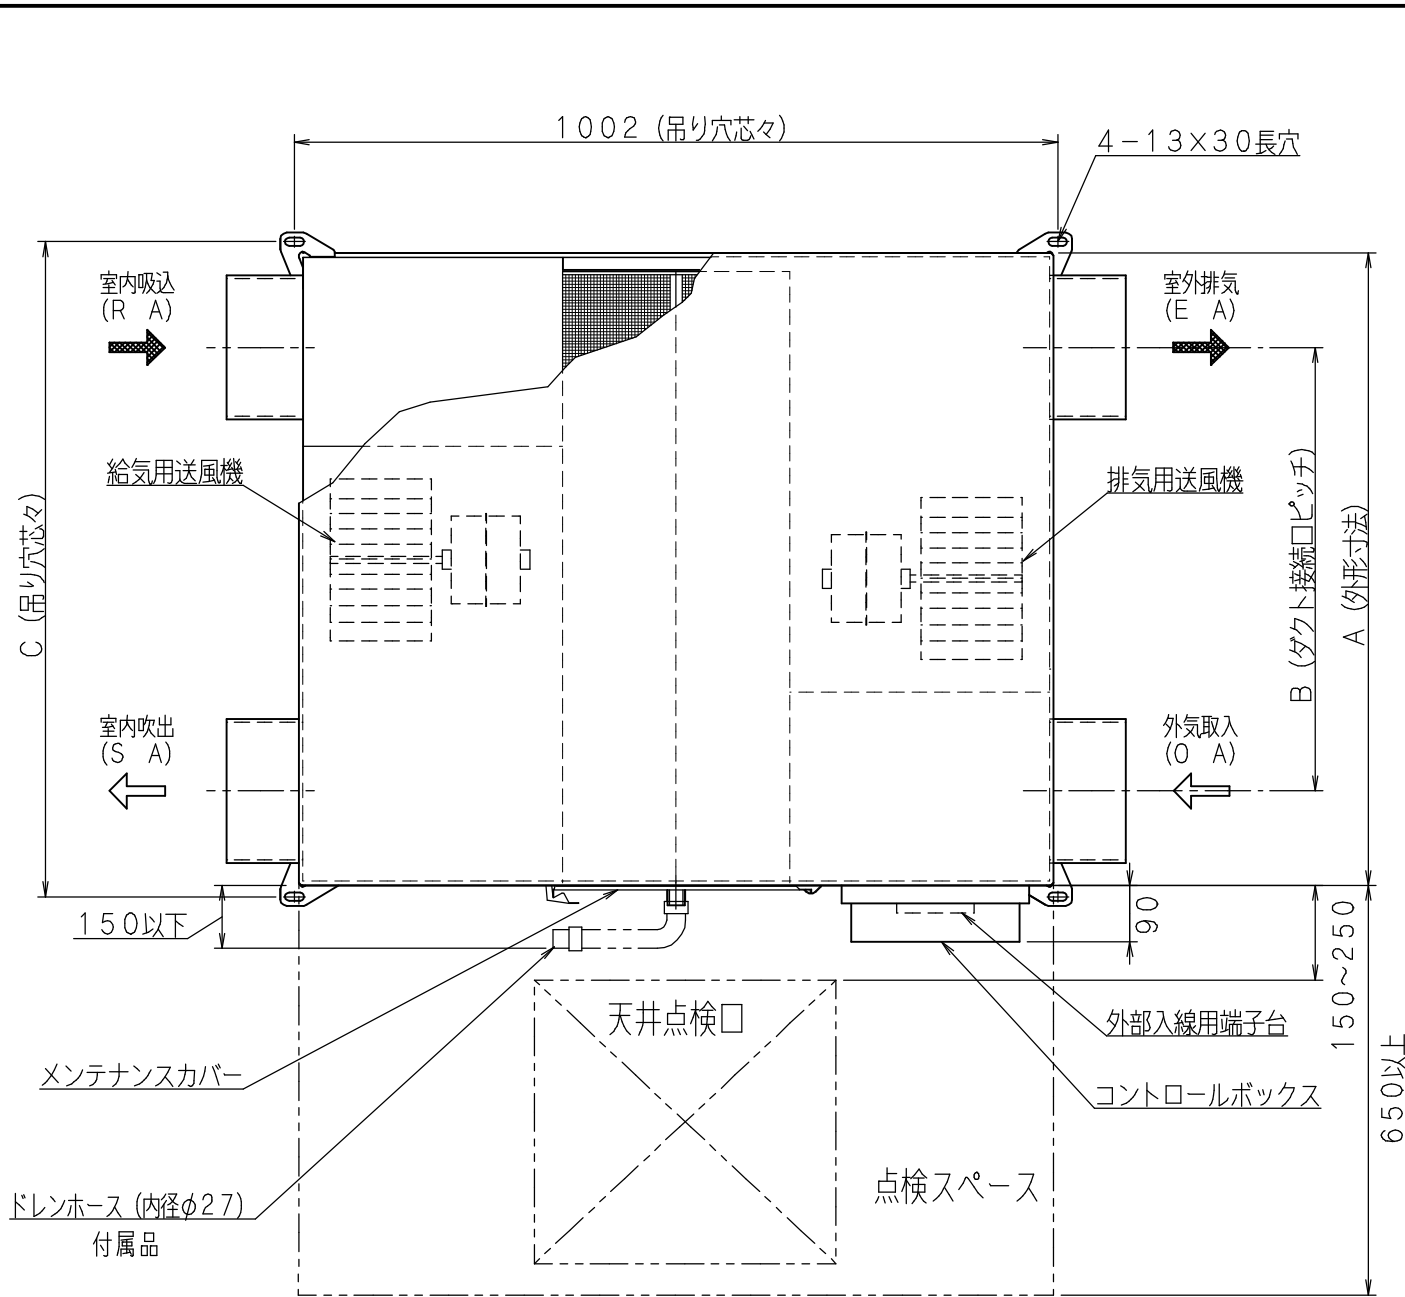 1002 (吊り穴芯々)
4-13×30長穴
室内吸込
(R A)
室外排気
(E A)
給気用送風機
排気用送風機
C (吊り穴芯々)
B (ダクト接続口ピッチ)
A (外形寸法)
室内吹出
(S A)
外気取入
(O A)
150以下
90
150~250
650以上
天井点検口
外部入線用端子台
メンテナンスカバー
コントロールボックス
点検スペース
ドレンホース (内径φ27)
付属品